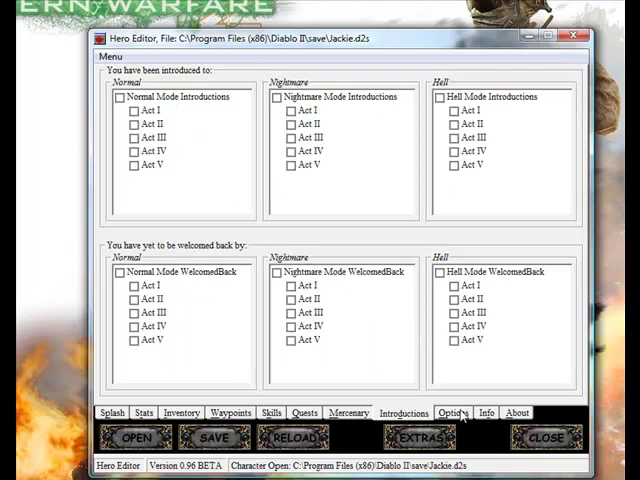 ERN WARFARE
Hero Editor, File: C:\Program Files (x86)\Diablo II\save\Jackie.d2s
Menu
You have been introduced to:
Normal
Nightmare
Hell
Normal Mode Introductions
Nightmare Mode Introductions
Hell Mode Introductions
Act I
Act I
Act I
Act II
Act II
Act II
Act III
Act III
Act III
Act IV
Act IV
Act IV
Act V
Act V
Act V
You have yet to be welcomed back by:
Normal
Nightmare
Hell
Normal Mode WelcomedBack
Nightmare Mode WelcomedBack
Hell Mode WelcomedBack
Act I
Act I
Act I
Act II
Act II
Act II
Act III
Act III
Act III
Act IV
Act IV
Act IV
Act V
Act V
Act V
Splash Stats Inventory Waypoints Skills Quests Mercenary Introductions Options Info About
OPEN SAVE RELOAD EXTRAS CLOSE
Hero Editor Version 0.96 BETA Character Open: C:\Program Files (x86)\Diablo II\save\Jackie.d2s